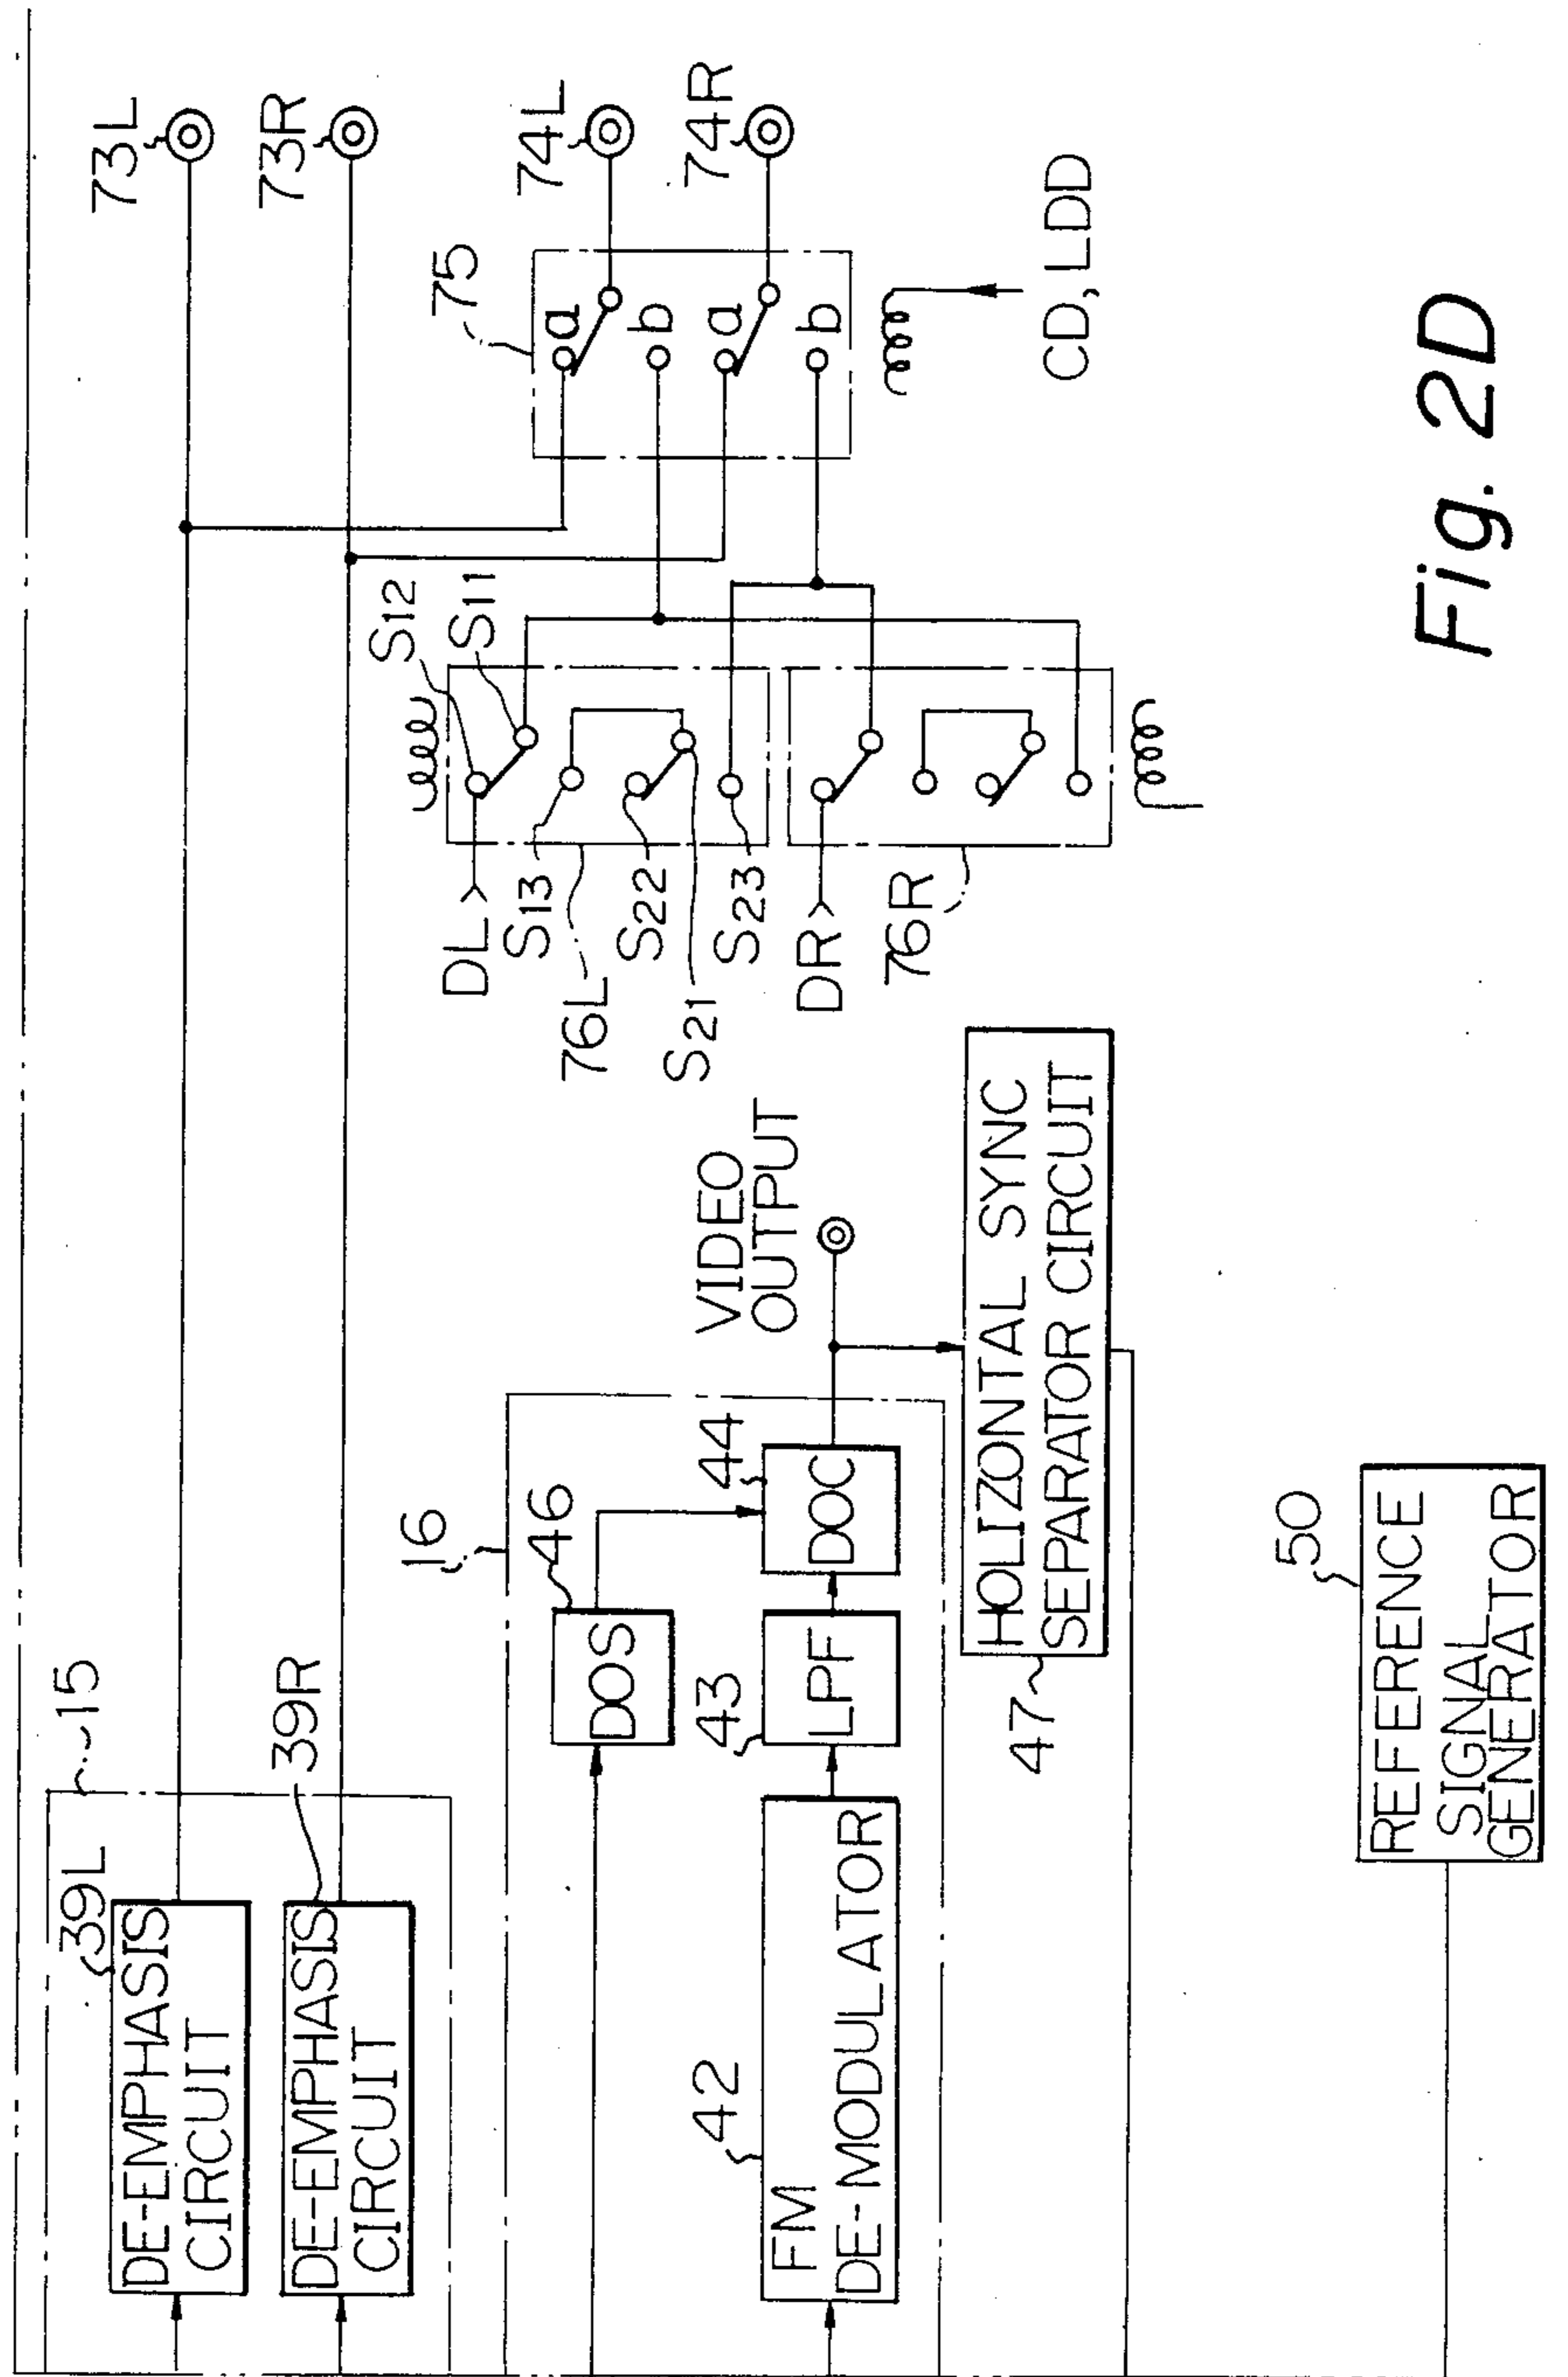 73L
73R
74L
74R
75
a
b
a
b
CD, LDD
S12
S11
DL
S13
S22
S23
76L
S21
DR
76R
15
39L
DE-EMPHASIS
CIRCUIT
39R
DE-EMPHASIS
CIRCUIT
16
46
DOS
44
DOC
43
LPF
42
FM
DE-MODULATOR
VIDEO
OUTPUT
HOLIZONTAL SYNC
SEPARATOR CIRCUIT
47
50
REFERENCE
SIGNAL
GENERATOR
Fig. 2D